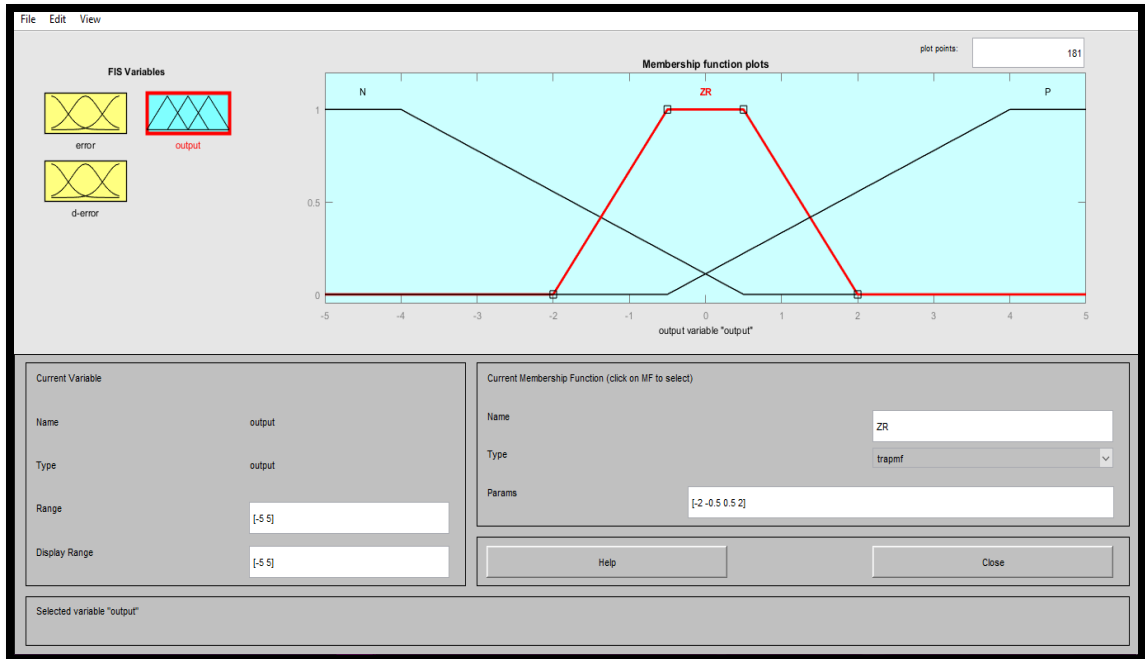 File Edit View
FIS Variables
error
output
d-error
plot points:
181
Membership function plots
N
ZR
P
1
0.5
0
-5 -4 -3 -2 -1 0 1 2 3 4 5
output variable "output"
Current Variable
Name output
Type output
Range [-5 5]
Display Range [-5 5]
Current Membership Function (click on MF to select)
Name ZR
Type trapmf
Params [-2 -0.5 0.5 2]
Help Close
Selected variable "output"